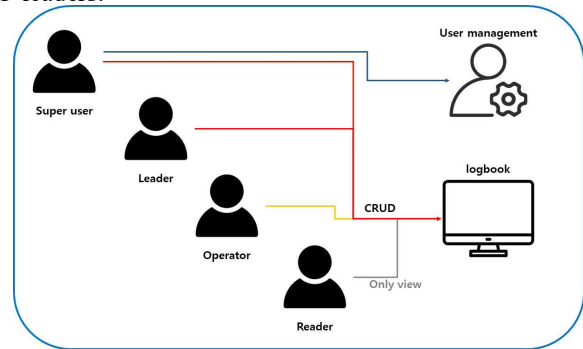 User management
Super user
Leader
logbook
CRUD
Operator
Only view
Reader